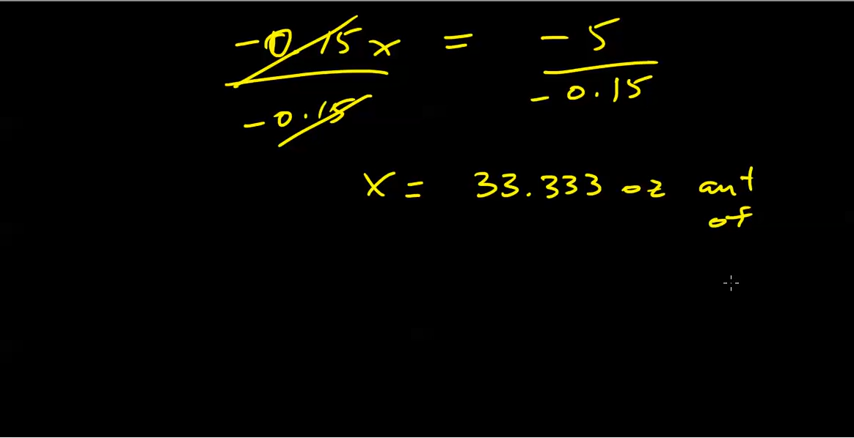 -0.15x = -5
-0.15 -0.15
x = 33.333 oz amt
of